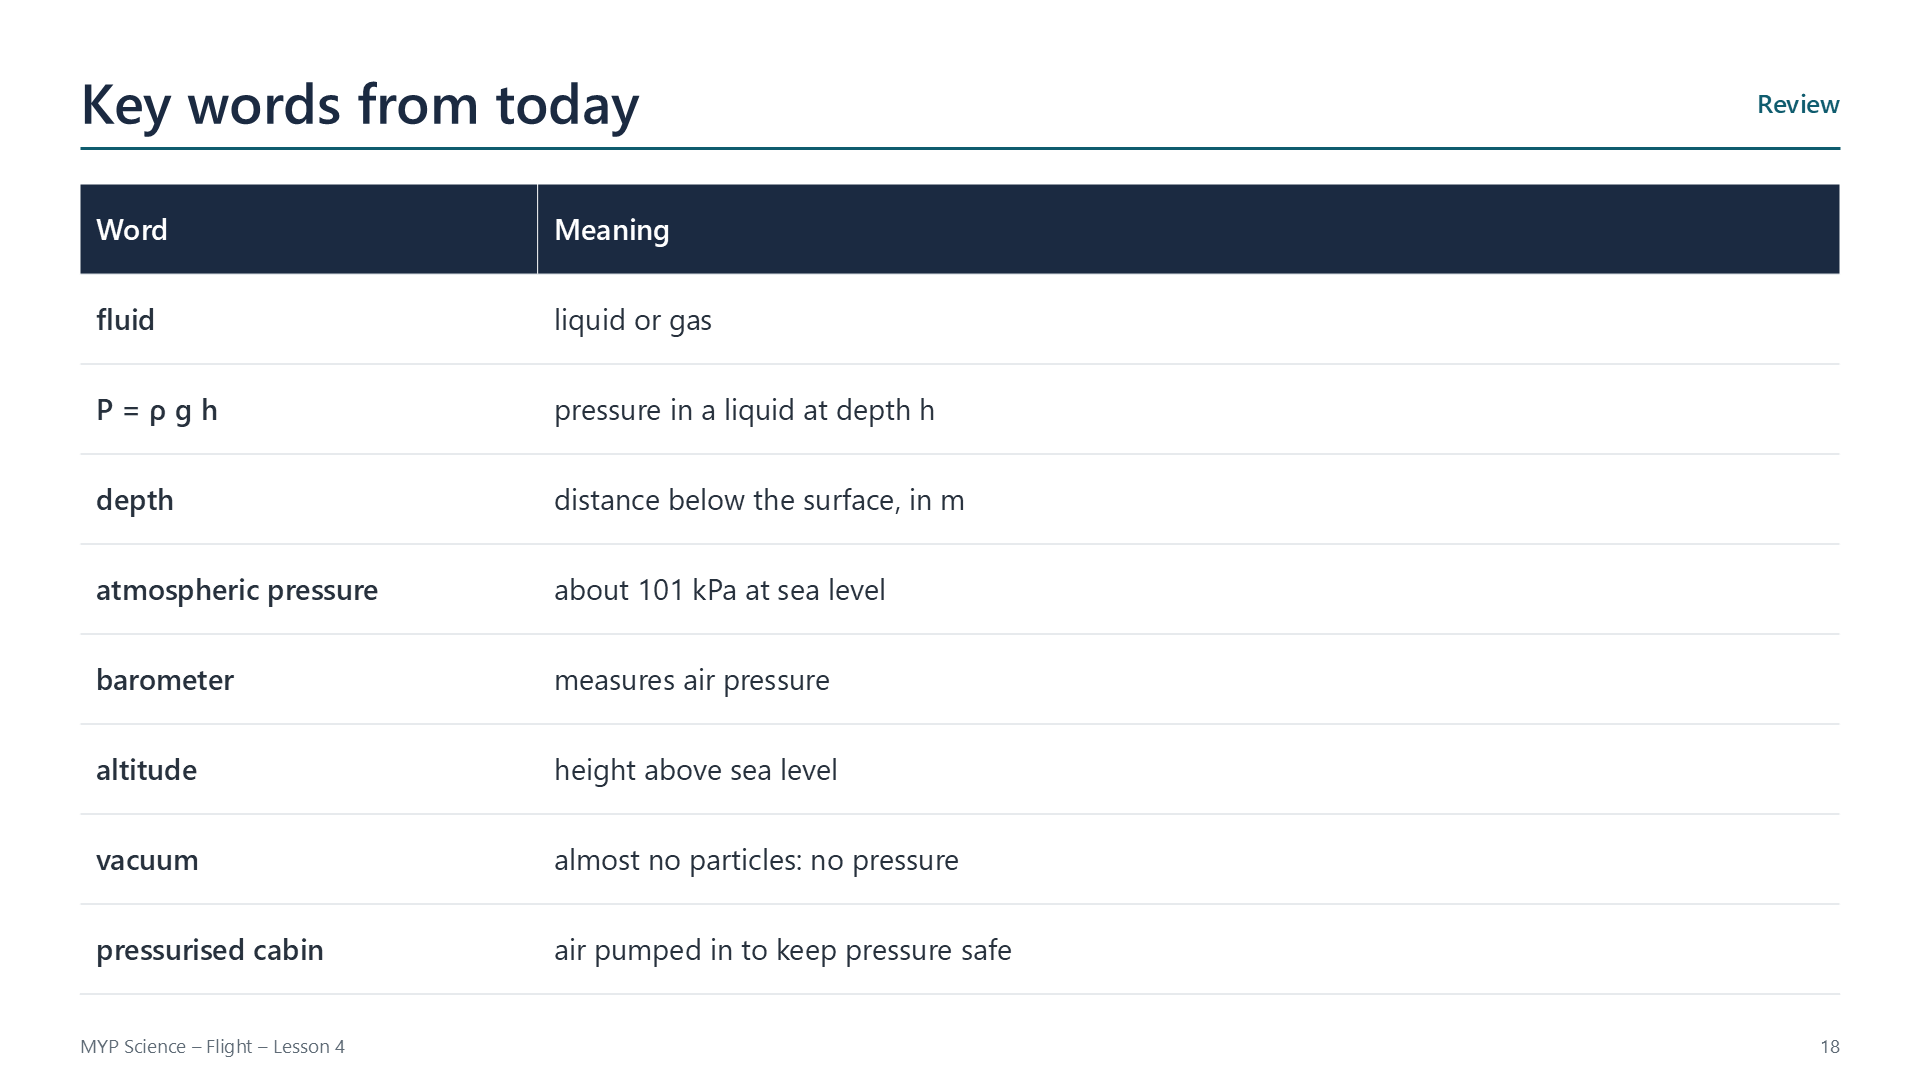 Key words from today
Review
Word Meaning
fluid liquid or gas
P = ρ g h pressure in a liquid at depth h
depth distance below the surface, in m
atmospheric pressure about 101 kPa at sea level
barometer measures air pressure
altitude height above sea level
vacuum almost no particles: no pressure
pressurised cabin air pumped in to keep pressure safe
MYP Science – Flight – Lesson 4 18